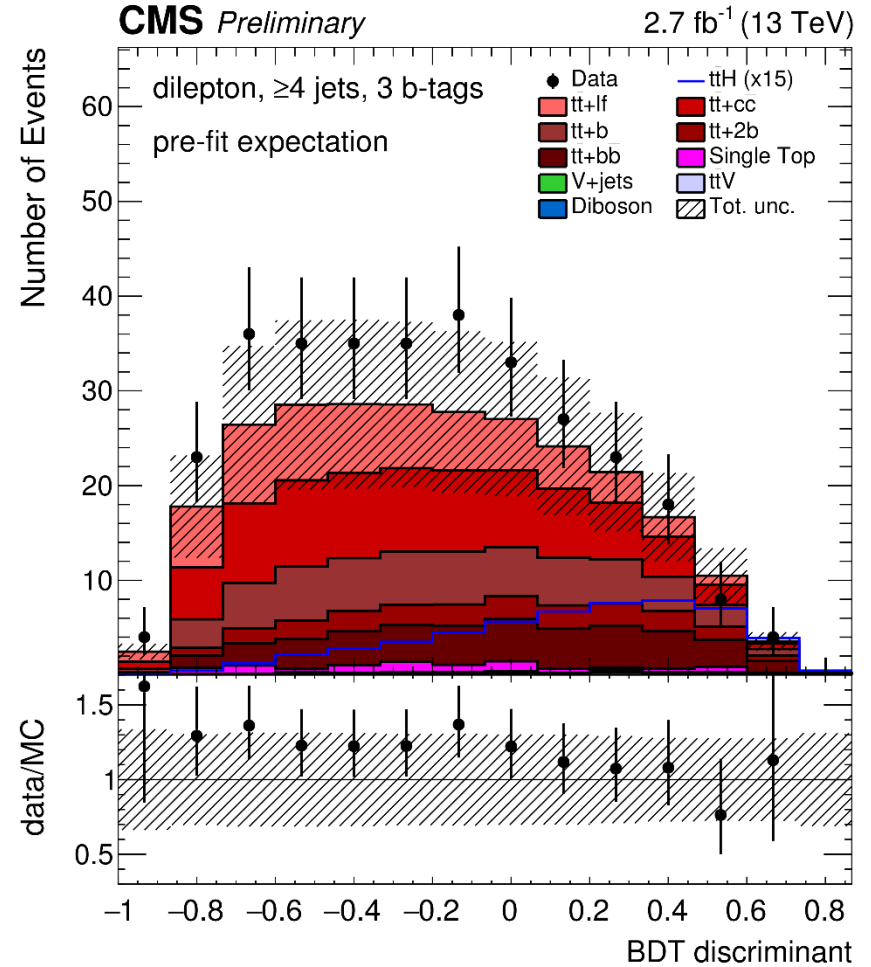 CMS Preliminary 2.7 fb⁻¹ (13 TeV)
Number of Events
dilepton, ≥4 jets, 3 b-tags
pre-fit expectation
Data
tt̄H (x15)
tt̄+lf
tt̄+cc̄
tt̄+b
tt̄+2b
tt̄+bb̄
Single Top
V+jets
tt̄V
Diboson
Tot. unc.
60
50
40
30
20
10
data/MC
1.5
1
0.5
−1 −0.8 −0.6 −0.4 −0.2 0 0.2 0.4 0.6 0.8
BDT discriminant